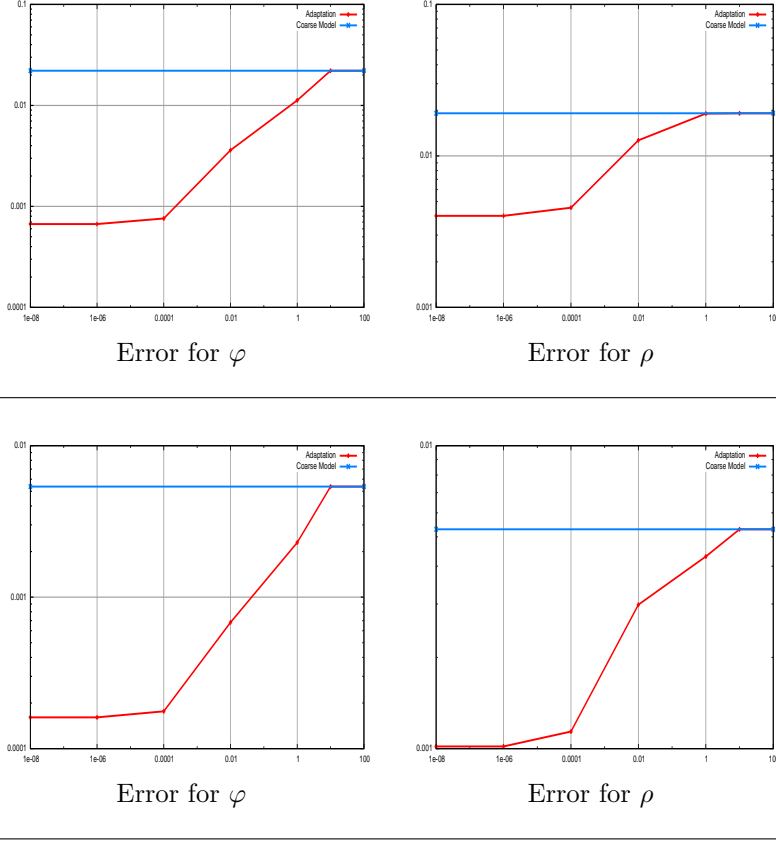 0.1
0.01
0.001
0.0001
1e-08 1e-06 0.0001 0.01 1 100
Adaptation
Coarse Model
Error for φ
0.1
0.01
0.001
1e-08 1e-06 0.0001 0.01 1 10
Adaptation
Coarse Model
Error for ρ
0.01
0.001
0.0001
1e-08 1e-06 0.0001 0.01 1 100
Adaptation
Coarse Model
Error for φ
0.01
0.001
1e-08 1e-06 0.0001 0.01 1 10
Adaptation
Coarse Model
Error for ρ